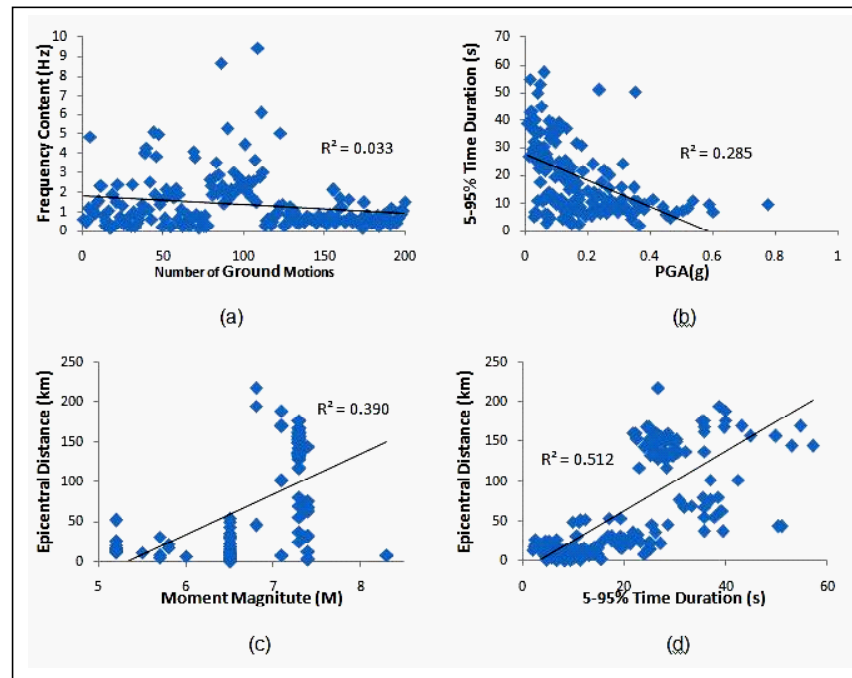 Frequency Content (Hz)
10
9
8
7
6
5
4
3
2
1
0
R² = 0.033
0 50 100 150 200
Number of Ground Motions
(a)
5-95% Time Duration (s)
70
60
50
40
30
20
10
0
R² = 0.285
0 0.2 0.4 0.6 0.8 1
PGA(g)
(b)
Epicentral Distance (km)
250
200
150
100
50
0
R² = 0.390
5 6 7 8
Moment Magnitute (M)
(c)
Epicentral Distance (km)
250
200
150
100
50
0
R² = 0.512
0 20 40 60
5-95% Time Duration (s)
(d)